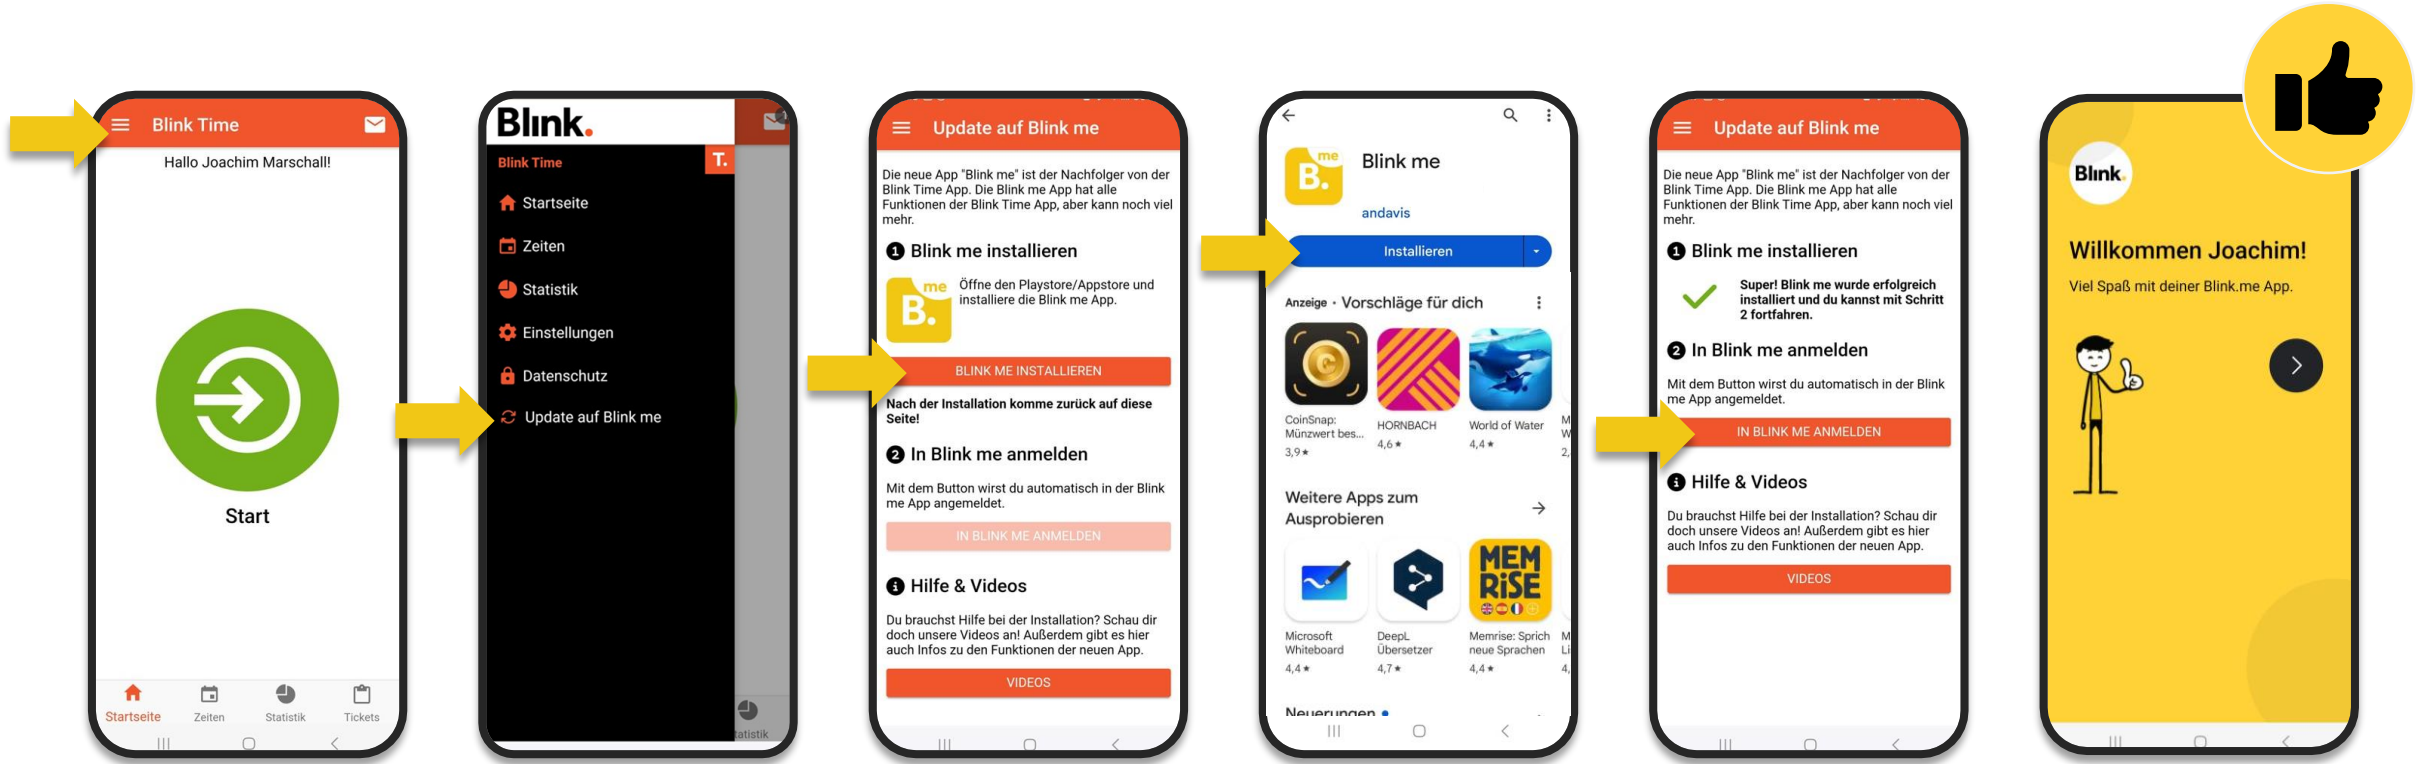 Blink Time
Hallo Joachim Marschall!
Start
Startseite
Zeiten
Statistik
Tickets
Blink.
Blink Time
T.
Startseite
Zeiten
Statistik
Einstellungen
Datenschutz
Update auf Blink me
tatistik
Update auf Blink me
Die neue App "Blink me" ist der Nachfolger von der
Blink Time App. Die Blink me App hat alle
Funktionen der Blink Time App, aber kann noch viel
mehr.
1 Blink me installieren
me
B.
Öffne den Playstore/Appstore und
installiere die Blink me App.
BLINK ME INSTALLIEREN
Nach der Installation komme zurück auf diese
Seite!
2 In Blink me anmelden
Mit dem Button wirst du automatisch in der Blink
me App angemeldet.
IN BLINK ME ANMELDEN
Hilfe & Videos
Du brauchst Hilfe bei der Installation? Schau dir
doch unsere Videos an! Außerdem gibt es hier
auch Infos zu den Funktionen der neuen App.
VIDEOS
me
B.
Blink me
andavis
Installieren
Anzeige • Vorschläge für dich
C
CoinSnap:
Münzwert bes...
3,9★
HORNBACH
4,6★
World of Water
4,4★
M
W
2,
Weitere Apps zum
Ausprobieren
MEM
RiSE
Microsoft
Whiteboard
4,4★
DeepL
Übersetzer
4,7★
Memrise: Sprich
neue Sprachen
4,4★
M
Li
4,
Neuerungen
Update auf Blink me
Die neue App "Blink me" ist der Nachfolger von der
Blink Time App. Die Blink me App hat alle
Funktionen der Blink Time App, aber kann noch viel
mehr.
1 Blink me installieren
Super! Blink me wurde erfolgreich
installiert und du kannst mit Schritt
2 fortfahren.
2 In Blink me anmelden
Mit dem Button wirst du automatisch in der Blink
me App angemeldet.
IN BLINK ME ANMELDEN
Hilfe & Videos
Du brauchst Hilfe bei der Installation? Schau dir
doch unsere Videos an! Außerdem gibt es hier
auch Infos zu den Funktionen der neuen App.
VIDEOS
Blink.
Willkommen Joachim!
Viel Spaß mit deiner Blink.me App.